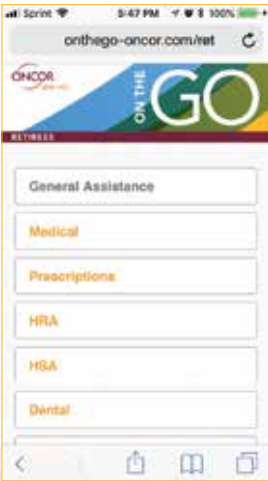 Sprint 5:47 PM 100%
onthego-oncor.com/ret
ONCOR
ON THE GO
RETIREES
General Assistance
Medical
Prescriptions
HRA
HSA
Dental